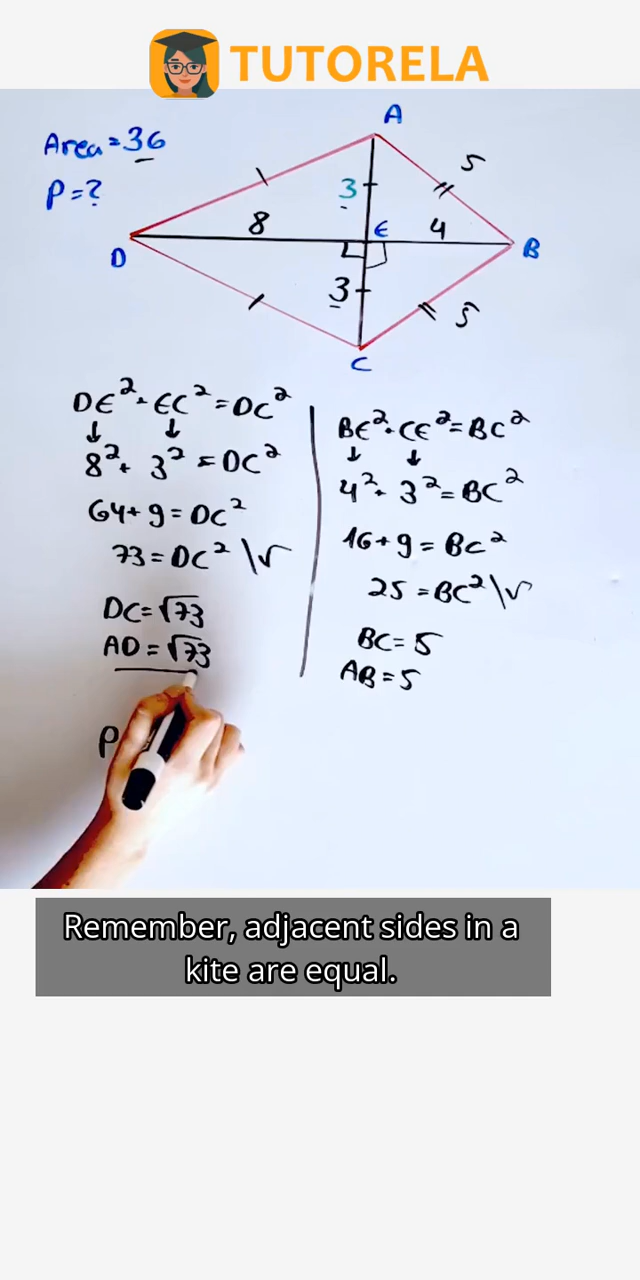 TUTORELA
Area = 36
P = ?
A
5
3
8
E
4
D
B
3
5
C
DE² + EC² = DC²
↓ ↓
8² + 3² = DC²
64 + 9 = DC²
73 = DC² \√
DC = √73
AD = √73
BE² + CE² = BC²
↓ ↓
4² + 3² = BC²
16 + 9 = BC²
25 = BC² \√
BC = 5
AB = 5
P
Remember, adjacent sides in a
kite are equal.